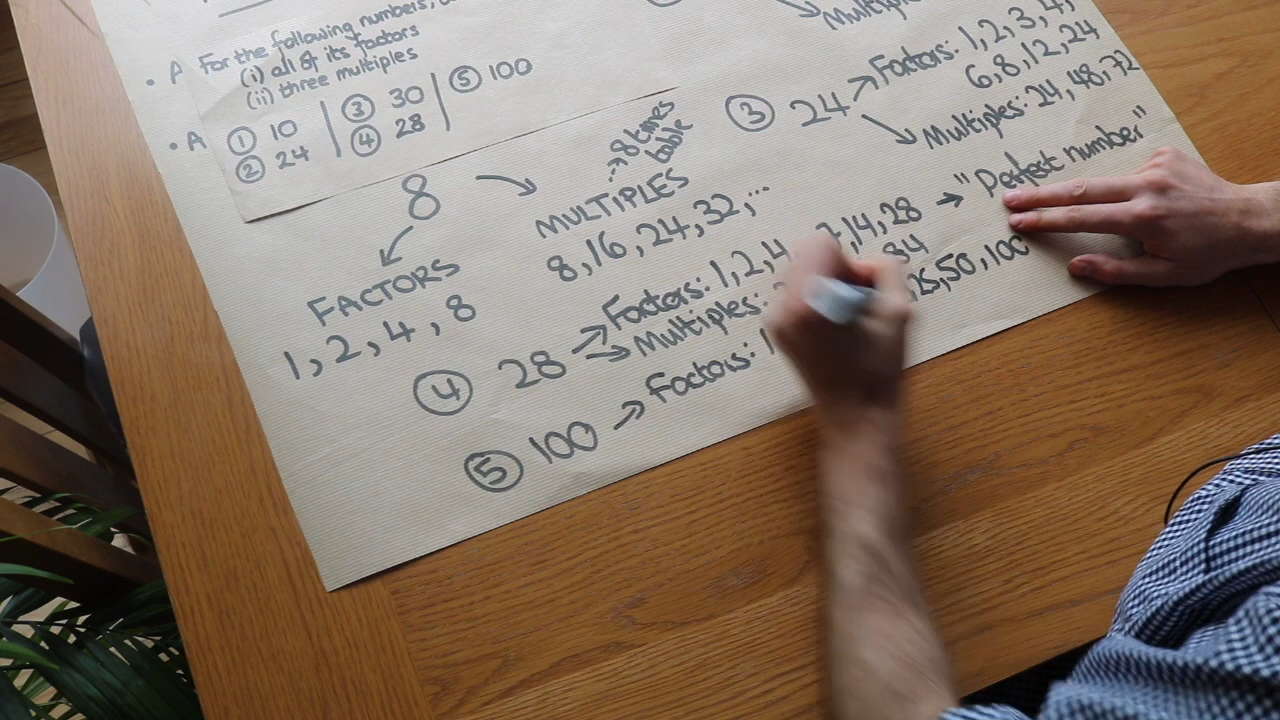 • A For the following numbers,
(i) all of its factors
(ii) three multiples
• A
① 10
② 24
③ 30
④ 28
⑤ 100
8
→ 8 times
table
MULTIPLES
8, 16, 24, 32, ...
FACTORS
1, 2, 4, 8
③ 24 → Factors: 1, 2, 3, 4,
6, 8, 12, 24
Multiples: 24, 48, 72
④ 28 → Factors: 1, 2, 4, 7, 14, 28 → "Perfect number"
→ Multiples: 84
⑤ 100 → Factors: 1 25, 50, 100